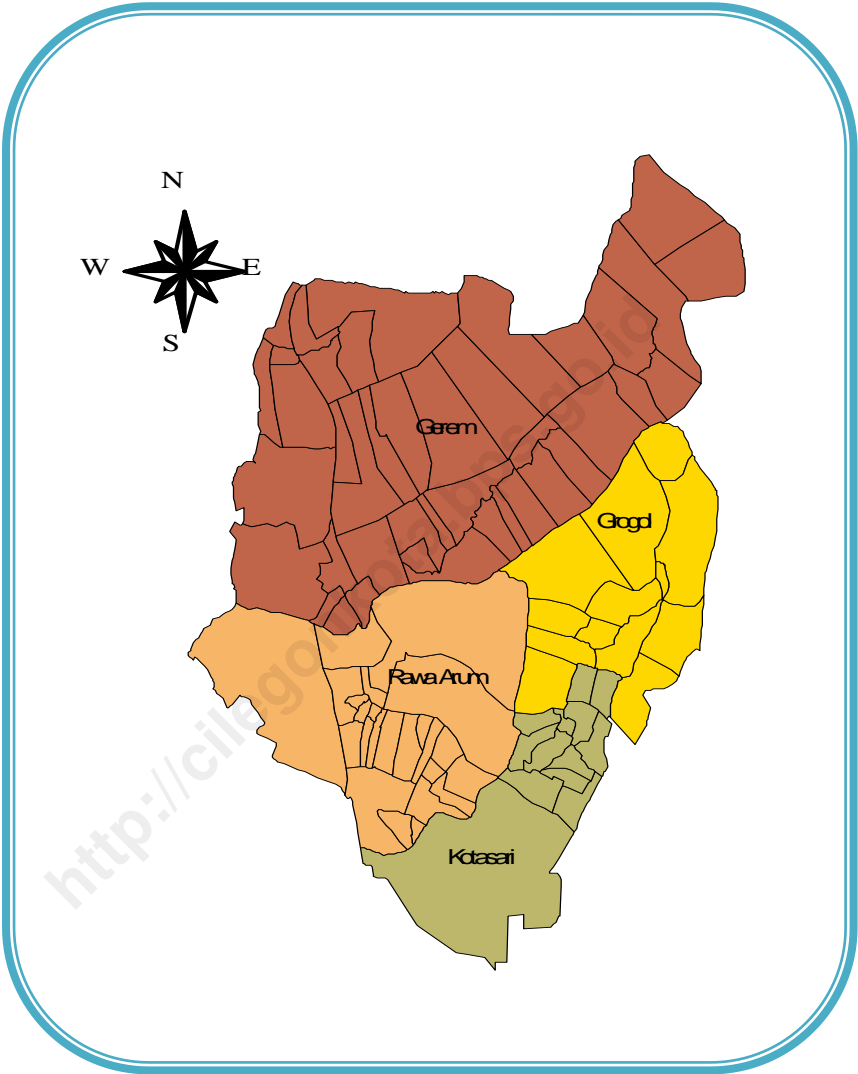 N
W
E
S
Gerem
Grogol
Rawa Arum
Kotasari
http://cilegonkota.bps.go.id